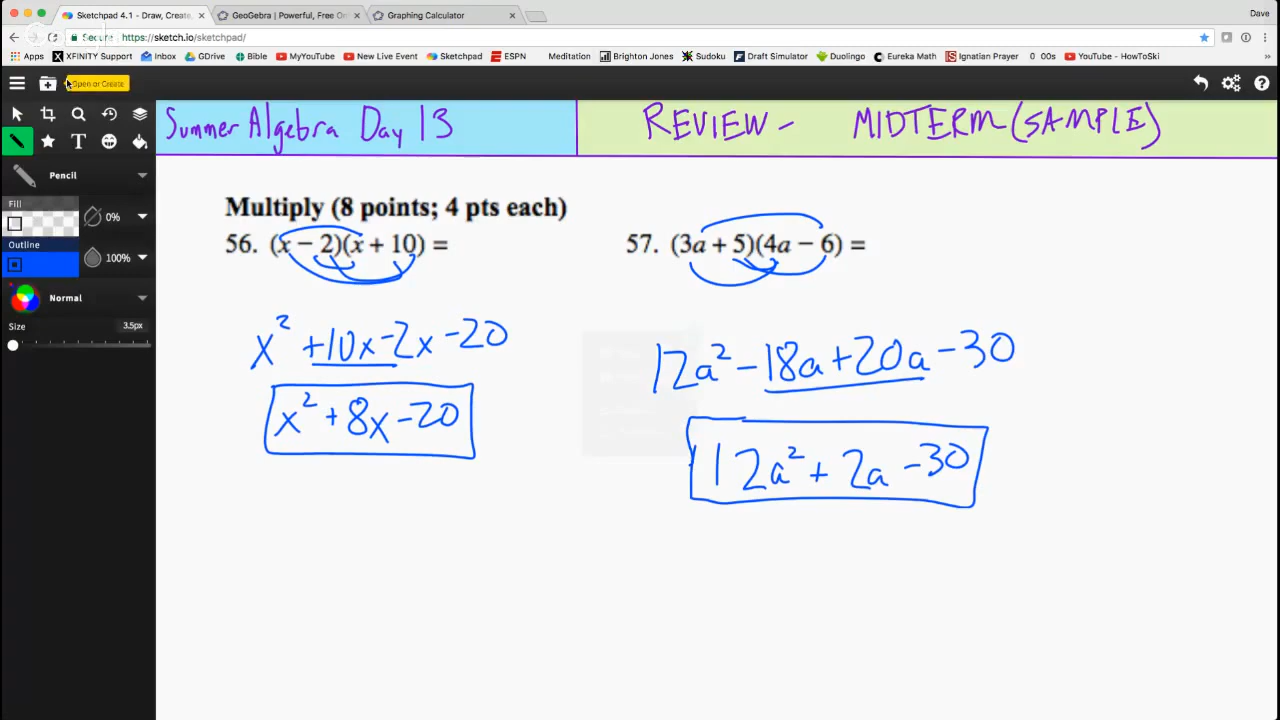 Sketchpad 4.1 - Draw, Create, GeoGebra | Powerful, Free On Graphing Calculator Dave
Secure https://sketch.io/sketchpad/
Apps XFINITY Support Inbox GDrive Bible MyYouTube New Live Event Sketchpad ESPN Meditation Brighton Jones Sudoku Draft Simulator Duolingo Eureka Math Ignatian Prayer 0 00s YouTube - HowToSki
Open or Create
Summer Algebra Day 13 REVIEW - MIDTERM (SAMPLE)
Pencil
Fill
0%
Outline
100%
Normal
Size 3.5px
Multiply (8 points; 4 pts each)
56. (x − 2)(x + 10) = 57. (3a + 5)(4a − 6) =
x² +10x -2x -20 12a² - 18a + 20a - 30
x² + 8x - 20 12a² + 2a - 30